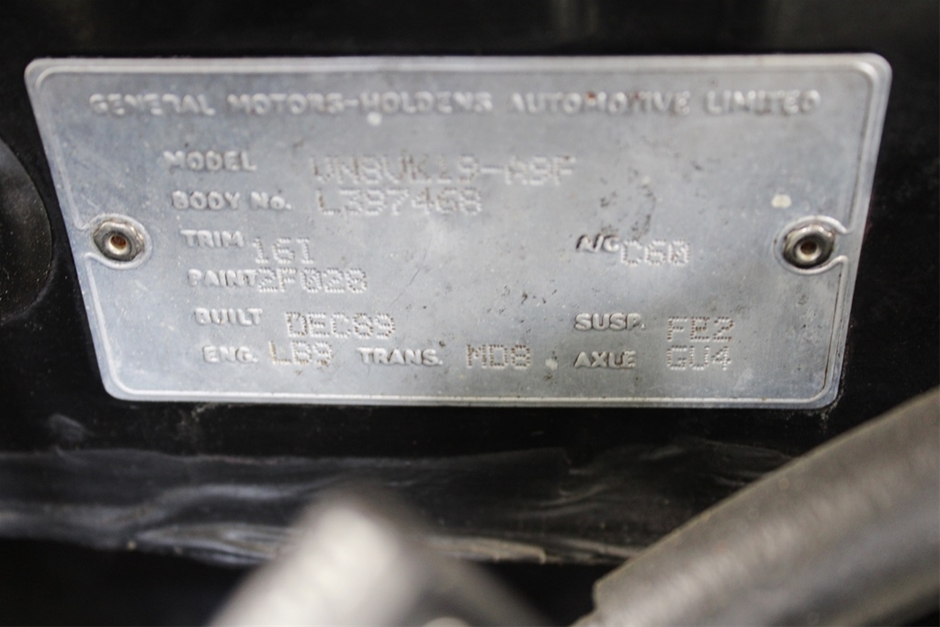 GENERAL MOTORS-HOLDENS AUTOMOTIVE LIMITED
MODEL VN8VK19-A9F
BODY No. L397468
TRIM 16I A/C C60
PAINT 2F028
BUILT DEC89 SUSP. FE2
ENG. LB9 TRANS. MD8 AXLE GU4